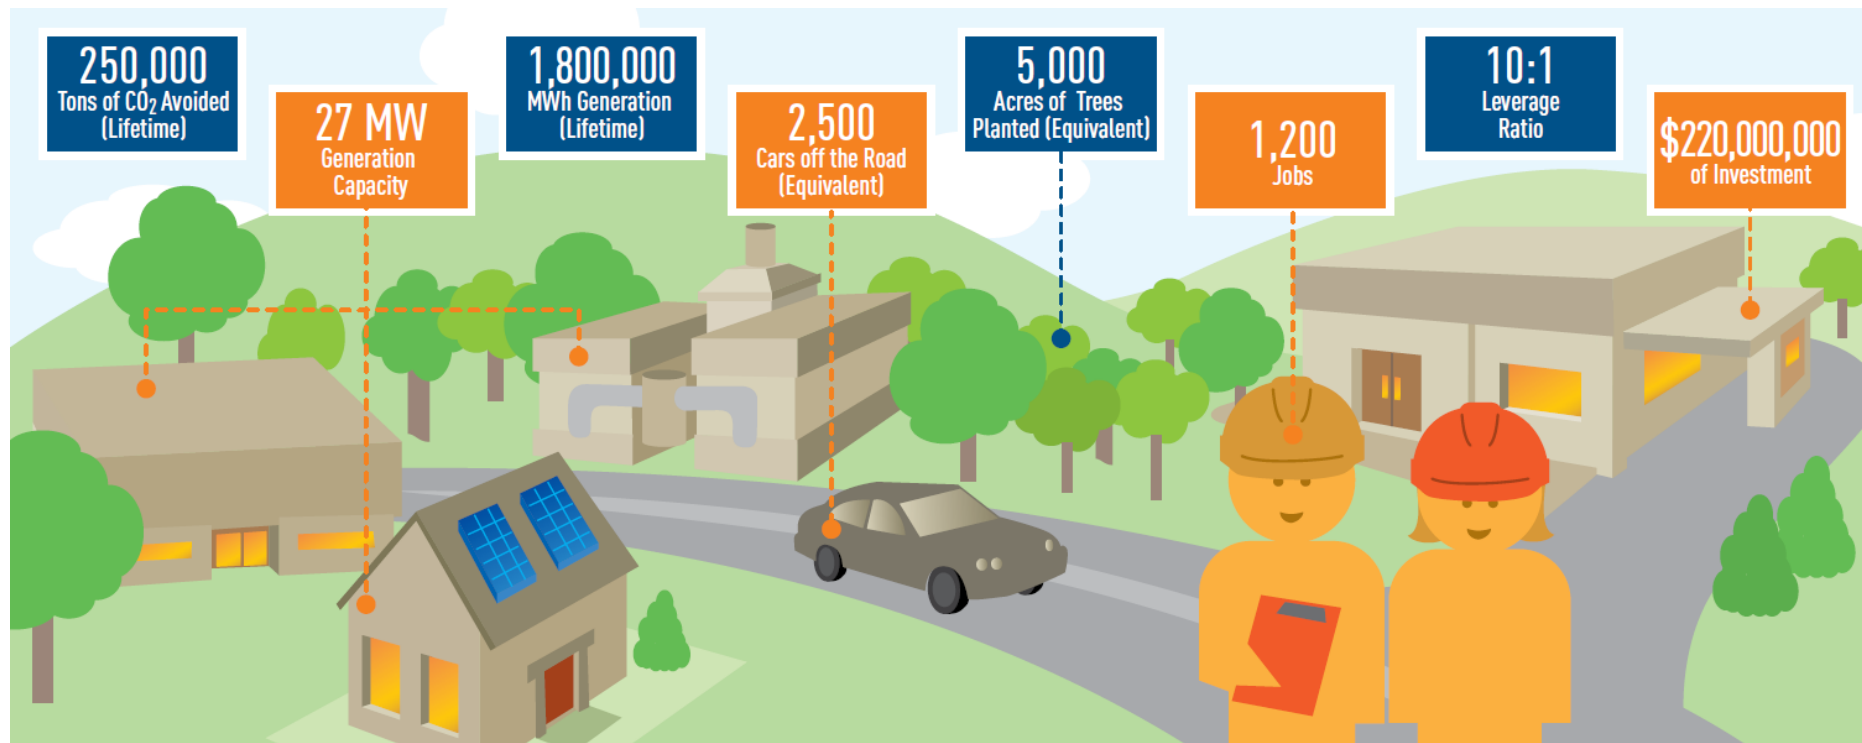 250,000
Tons of CO2 Avoided
(Lifetime)
27 MW
Generation
Capacity
1,800,000
MWh Generation
(Lifetime)
2,500
Cars off the Road
(Equivalent)
5,000
Acres of Trees
Planted (Equivalent)
1,200
Jobs
10:1
Leverage
Ratio
$220,000,000
of Investment